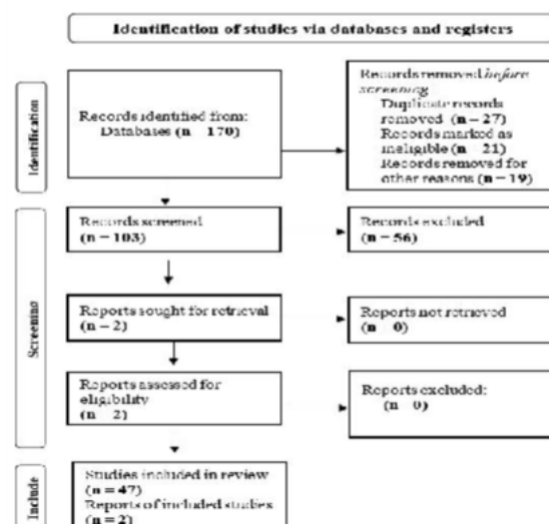 Identification of studies via databases and registers
Identification
Records identified from:
Databases (n = 170)
Records removed before
screening
Duplicate records
removed (n = 27)
Records marked as
ineligible (n = 21)
Records removed for
other reasons (n = 19)
Screening
Records screened
(n = 103)
Records excluded
(n = 56)
Reports sought for retrieval
(n = 2)
Reports not retrieved
(n = 0)
Reports assessed for
eligibility
(n = 2)
Reports excluded:
(n = 0)
Include
Studies included in review
(n = 47)
Reports of included studies
(n = 2)